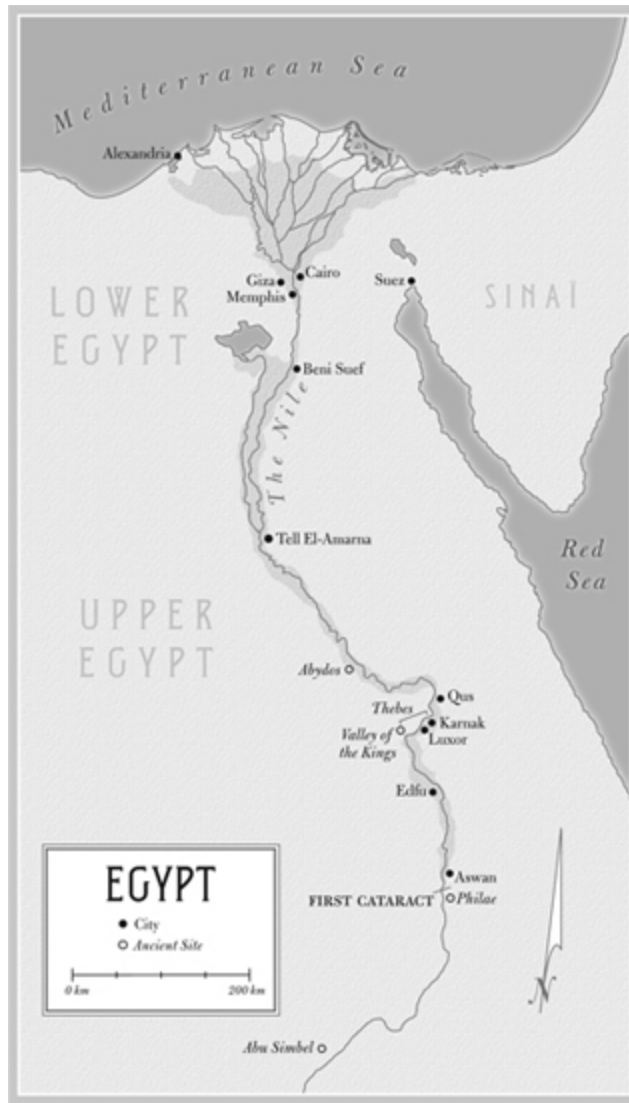 Mediterranean Sea
Alexandria
Cairo
Giza
Memphis
Suez
LOWER
EGYPT
SINAÏ
Beni Suef
The Nile
Tell El-Amarna
Red
Sea
UPPER
EGYPT
Abydos
Qus
Thebes
Karnak
Valley of
the Kings
Luxor
Edfu
Aswan
FIRST CATARACT
Philae
EGYPT
City
Ancient Site
0 km 200 km
N
Abu Simbel